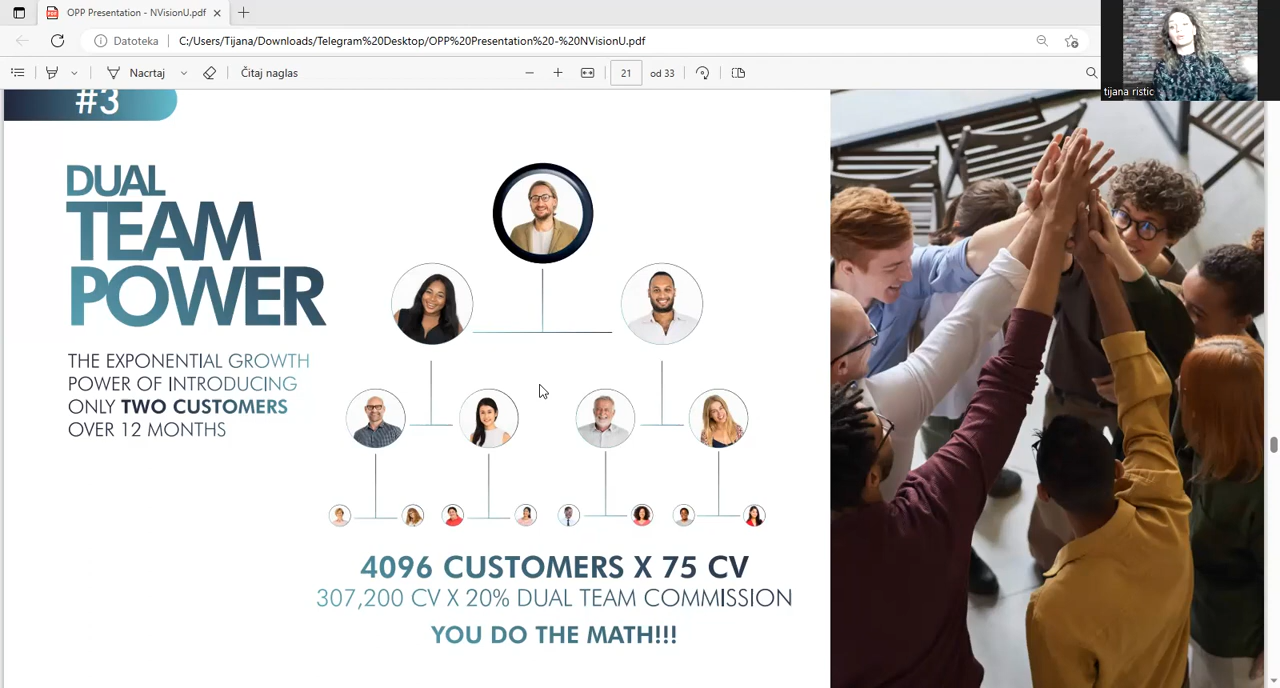 OPP Presentation - NVisionU.pdf
Datoteka
C:/Users/Tijana/Downloads/Telegram%20Desktop/OPP%20Presentation%20-%20NVisionU.pdf
Nacrtaj
Čitaj naglas
21
od 33
tijana ristic
#3
DUAL
TEAM
POWER
THE EXPONENTIAL GROWTH
POWER OF INTRODUCING
ONLY TWO CUSTOMERS
OVER 12 MONTHS
4096 CUSTOMERS X 75 CV
307,200 CV X 20% DUAL TEAM COMMISSION
YOU DO THE MATH!!!